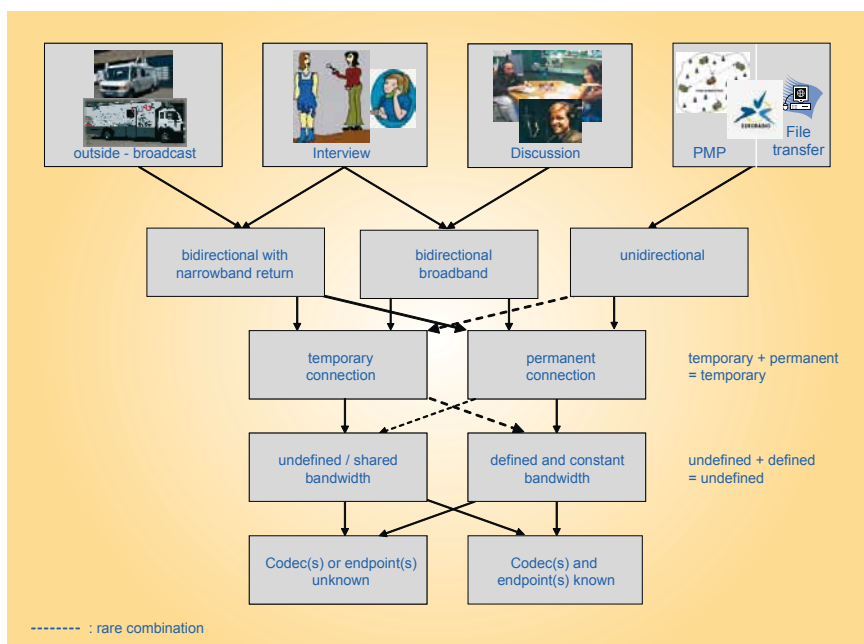 outside - broadcast
Interview
Discussion
PMP
EURORADIO
File
transfer
bidirectional with
narrowband return
bidirectional
broadband
unidirectional
temporary
connection
permanent
connection
temporary + permanent
= temporary
undefined / shared
bandwidth
defined and constant
bandwidth
undefined + defined
= undefined
Codec(s) or endpoint(s)
unknown
Codec(s) and
endpoint(s) known
-------- : rare combination